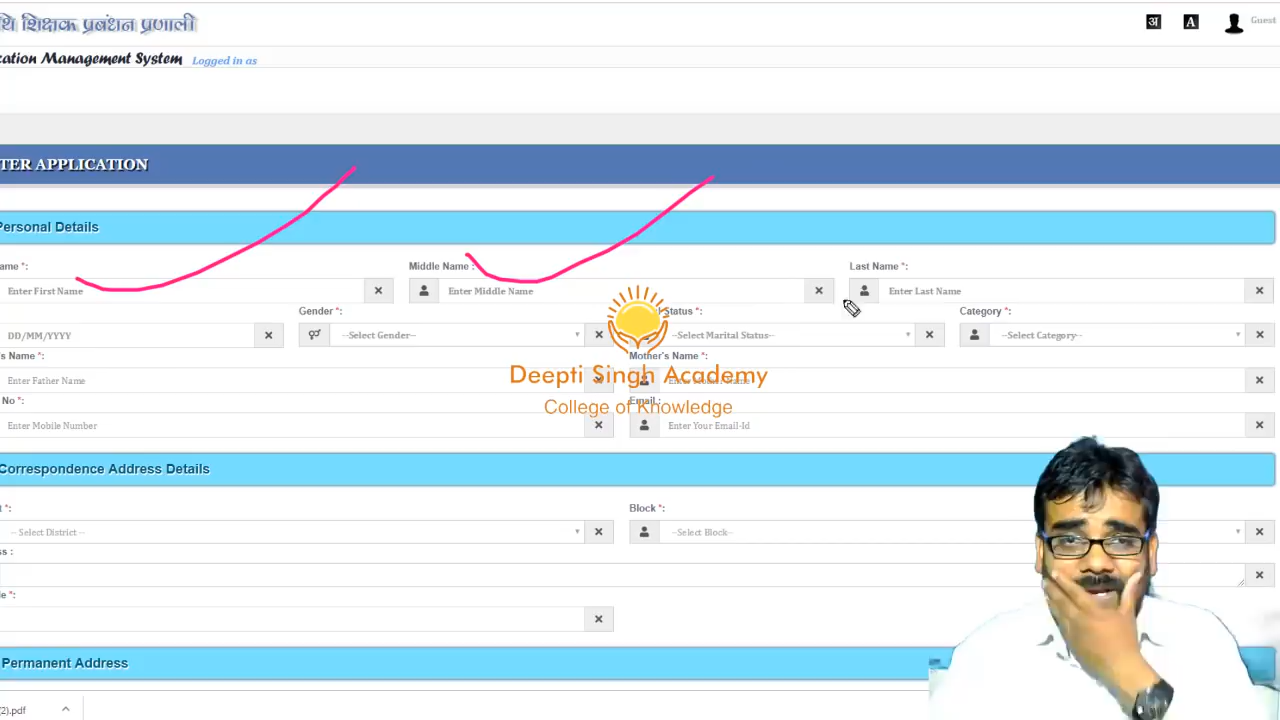 थि शिक्षक प्रबंधन प्रणाली
अ A Guest
cation Management System Logged in as
TER APPLICATION
Personal Details
ame *: Middle Name : Last Name *:
Enter First Name Enter Middle Name Enter Last Name
Gender *: Status *: Category *:
DD/MM/YYYY --Select Gender-- --Select Marital Status-- --Select Category--
's Name *: Mother's Name *:
Enter Father Name
Deepti Singh Academy
No *: Email :
College of Knowledge
Enter Mobile Number Enter Your Email-Id
Correspondence Address Details
t *: Block *:
-- Select District -- --Select Block--
ss :
le *:
Permanent Address
(2).pdf